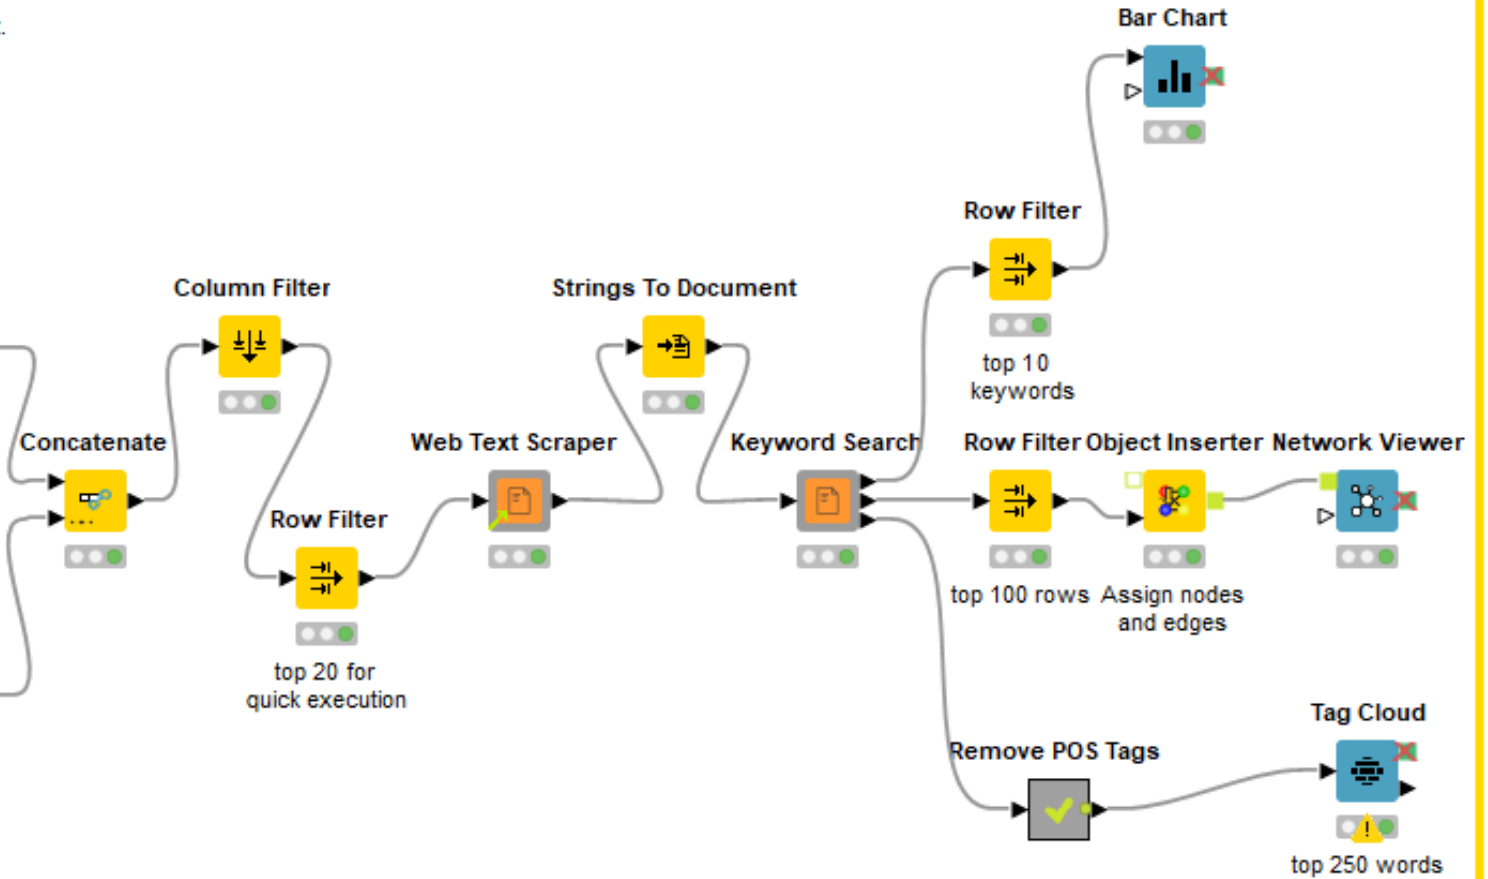 Bar Chart
Row Filter
top 10
keywords
Column Filter
Strings To Document
Concatenate
Web Text Scraper
Keyword Search
Row Filter
Object Inserter
Network Viewer
top 100 rows
Assign nodes
and edges
Row Filter
top 20 for
quick execution
Remove POS Tags
Tag Cloud
top 250 words